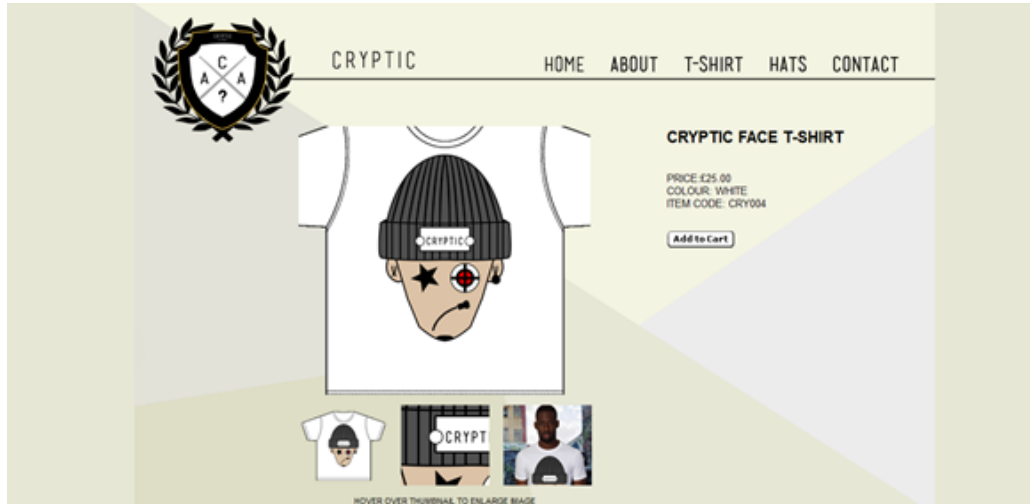 CRYPTIC
HOME ABOUT T-SHIRT HATS CONTACT
C
A A
?
CRYPTIC FACE T-SHIRT
PRICE:£25.00
COLOUR: WHITE
ITEM CODE: CRY004
Add to Cart
CRYPTIC
CRYPT
HOVER OVER THUMBNAIL TO ENLARGE IMAGE